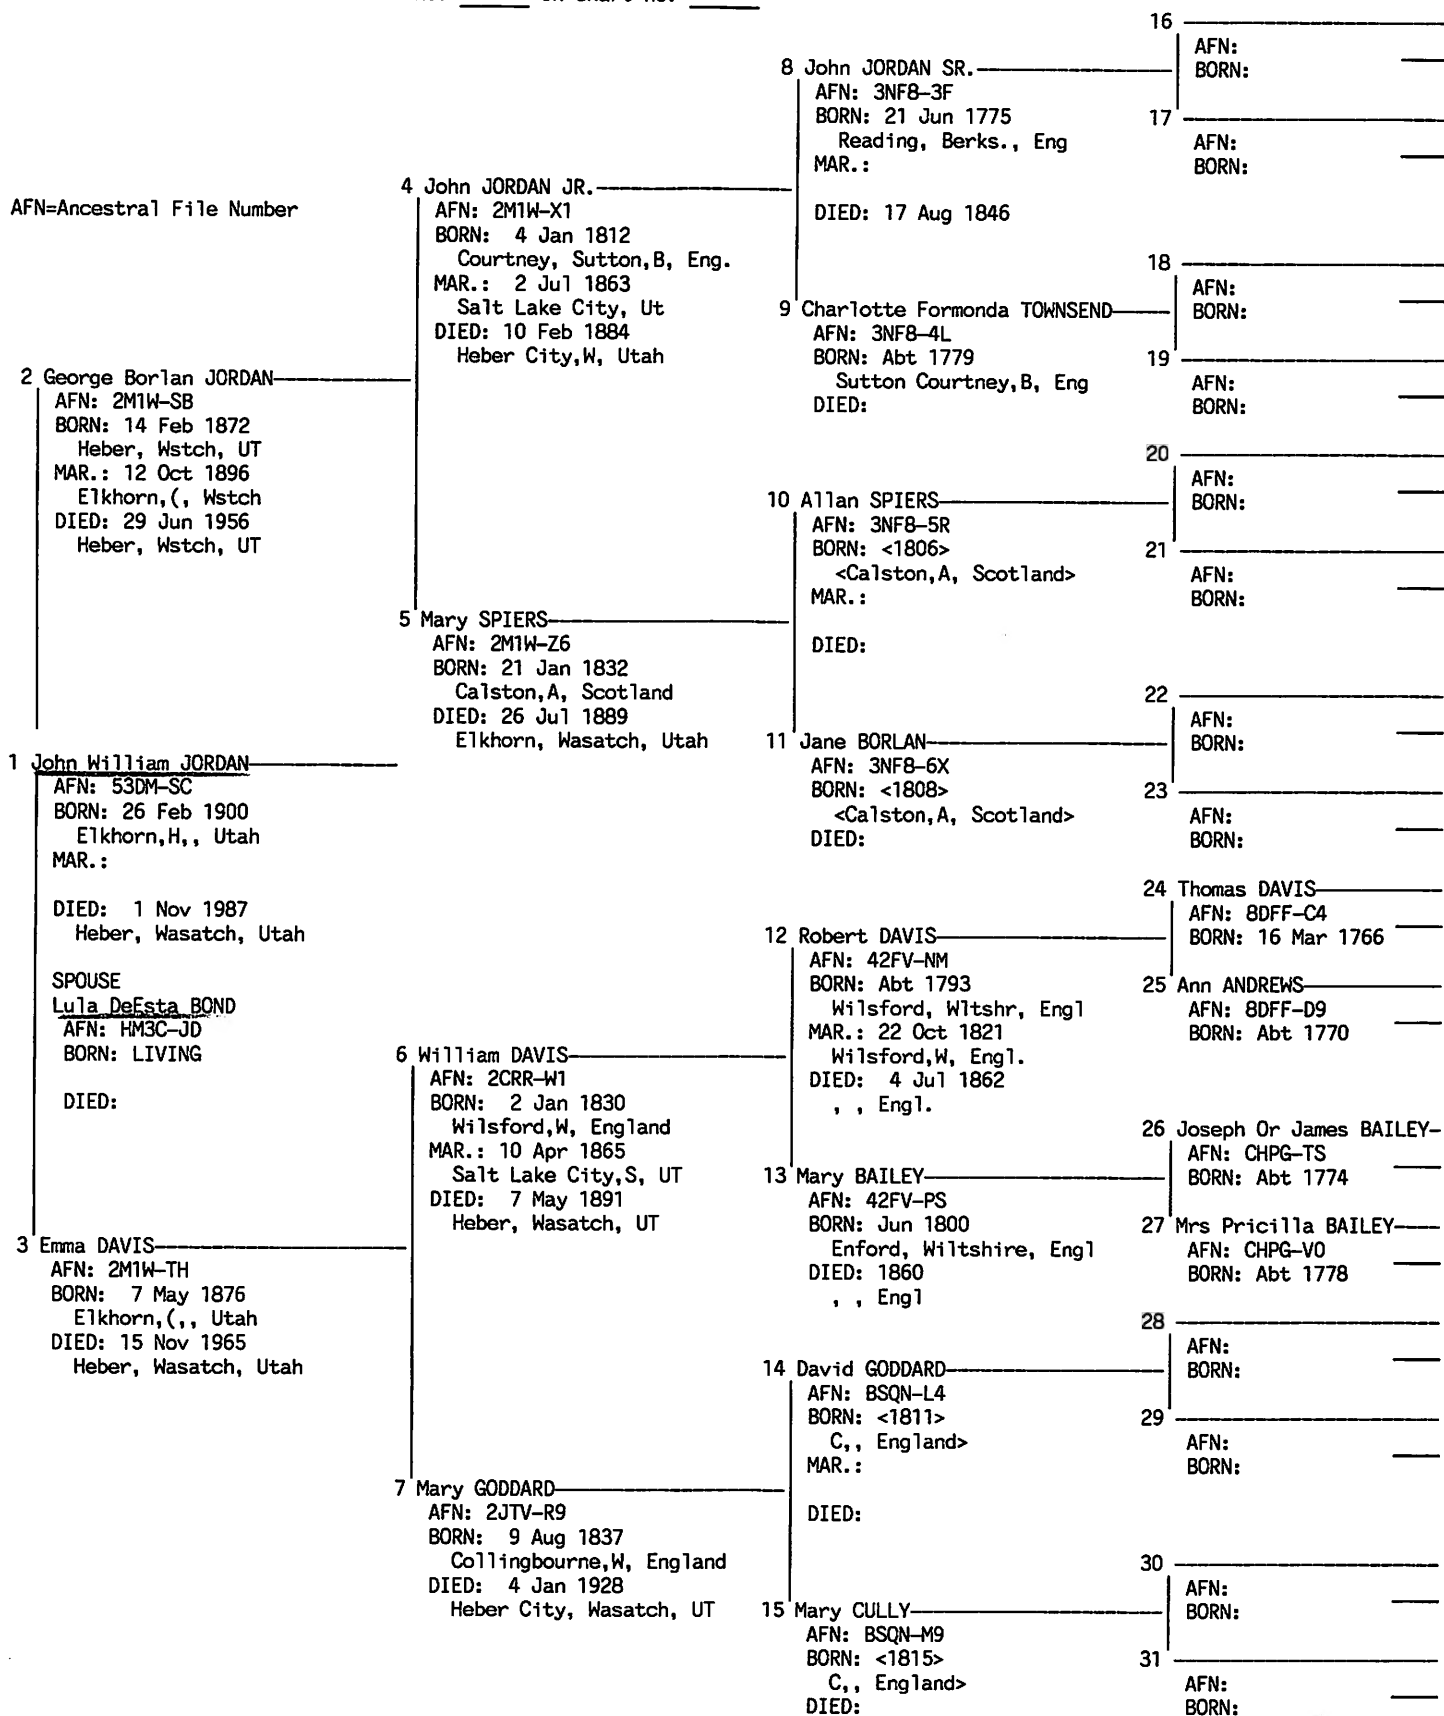 AFN=Ancestral File Number
1 John William JORDAN
AFN: 53DM-SC
BORN: 26 Feb 1900
Elkhorn,H,, Utah
MAR.:
DIED: 1 Nov 1987
Heber, Wasatch, Utah
SPOUSE
Lula DeEsta BOND
AFN: HM3C-JD
BORN: LIVING
DIED:
2 George Borlan JORDAN
AFN: 2M1W-SB
BORN: 14 Feb 1872
Heber, Wstch, UT
MAR.: 12 Oct 1896
Elkhorn,(, Wstch
DIED: 29 Jun 1956
Heber, Wstch, UT
3 Emma DAVIS
AFN: 2M1W-TH
BORN: 7 May 1876
Elkhorn,(,, Utah
DIED: 15 Nov 1965
Heber, Wasatch, Utah
4 John JORDAN JR.
AFN: 2M1W-X1
BORN: 4 Jan 1812
Courtney, Sutton,B, Eng.
MAR.: 2 Jul 1863
Salt Lake City, Ut
DIED: 10 Feb 1884
Heber City,W, Utah
5 Mary SPIERS
AFN: 2M1W-Z6
BORN: 21 Jan 1832
Calston,A, Scotland
DIED: 26 Jul 1889
Elkhorn, Wasatch, Utah
6 William DAVIS
AFN: 2CRR-W1
BORN: 2 Jan 1830
Wilsford,W, England
MAR.: 10 Apr 1865
Salt Lake City,S, UT
DIED: 7 May 1891
Heber, Wasatch, UT
7 Mary GODDARD
AFN: 2JTV-R9
BORN: 9 Aug 1837
Collingbourne,W, England
DIED: 4 Jan 1928
Heber City, Wasatch, UT
8 John JORDAN SR.
AFN: 3NF8-3F
BORN: 21 Jun 1775
Reading, Berks., Eng
MAR.:
DIED: 17 Aug 1846
9 Charlotte Formonda TOWNSEND
AFN: 3NF8-4L
BORN: Abt 1779
Sutton Courtney,B, Eng
DIED:
10 Allan SPIERS
AFN: 3NF8-5R
BORN: <1806>
<Calston,A, Scotland>
MAR.:
DIED:
11 Jane BORLAN
AFN: 3NF8-6X
BORN: <1808>
<Calston,A, Scotland>
DIED:
12 Robert DAVIS
AFN: 42FV-NM
BORN: Abt 1793
Wilsford, Wltshr, Engl
MAR.: 22 Oct 1821
Wilsford,W, Engl.
DIED: 4 Jul 1862
, , Engl.
13 Mary BAILEY
AFN: 42FV-PS
BORN: Jun 1800
Enford, Wiltshire, Engl
DIED: 1860
, , Engl
14 David GODDARD
AFN: BSQN-L4
BORN: <1811>
C,, England>
MAR.:
DIED:
15 Mary CULLY
AFN: BSQN-M9
BORN: <1815>
C,, England>
DIED:
16
AFN:
BORN:
17
AFN:
BORN:
18
AFN:
BORN:
19
AFN:
BORN:
20
AFN:
BORN:
21
AFN:
BORN:
22
AFN:
BORN:
23
AFN:
BORN:
24 Thomas DAVIS
AFN: 8DFF-C4
BORN: 16 Mar 1766
25 Ann ANDREWS
AFN: 8DFF-D9
BORN: Abt 1770
26 Joseph Or James BAILEY
AFN: CHPG-TS
BORN: Abt 1774
27 Mrs Pricilla BAILEY
AFN: CHPG-V0
BORN: Abt 1778
28
AFN:
BORN:
29
AFN:
BORN:
30
AFN:
BORN:
31
AFN:
BORN: